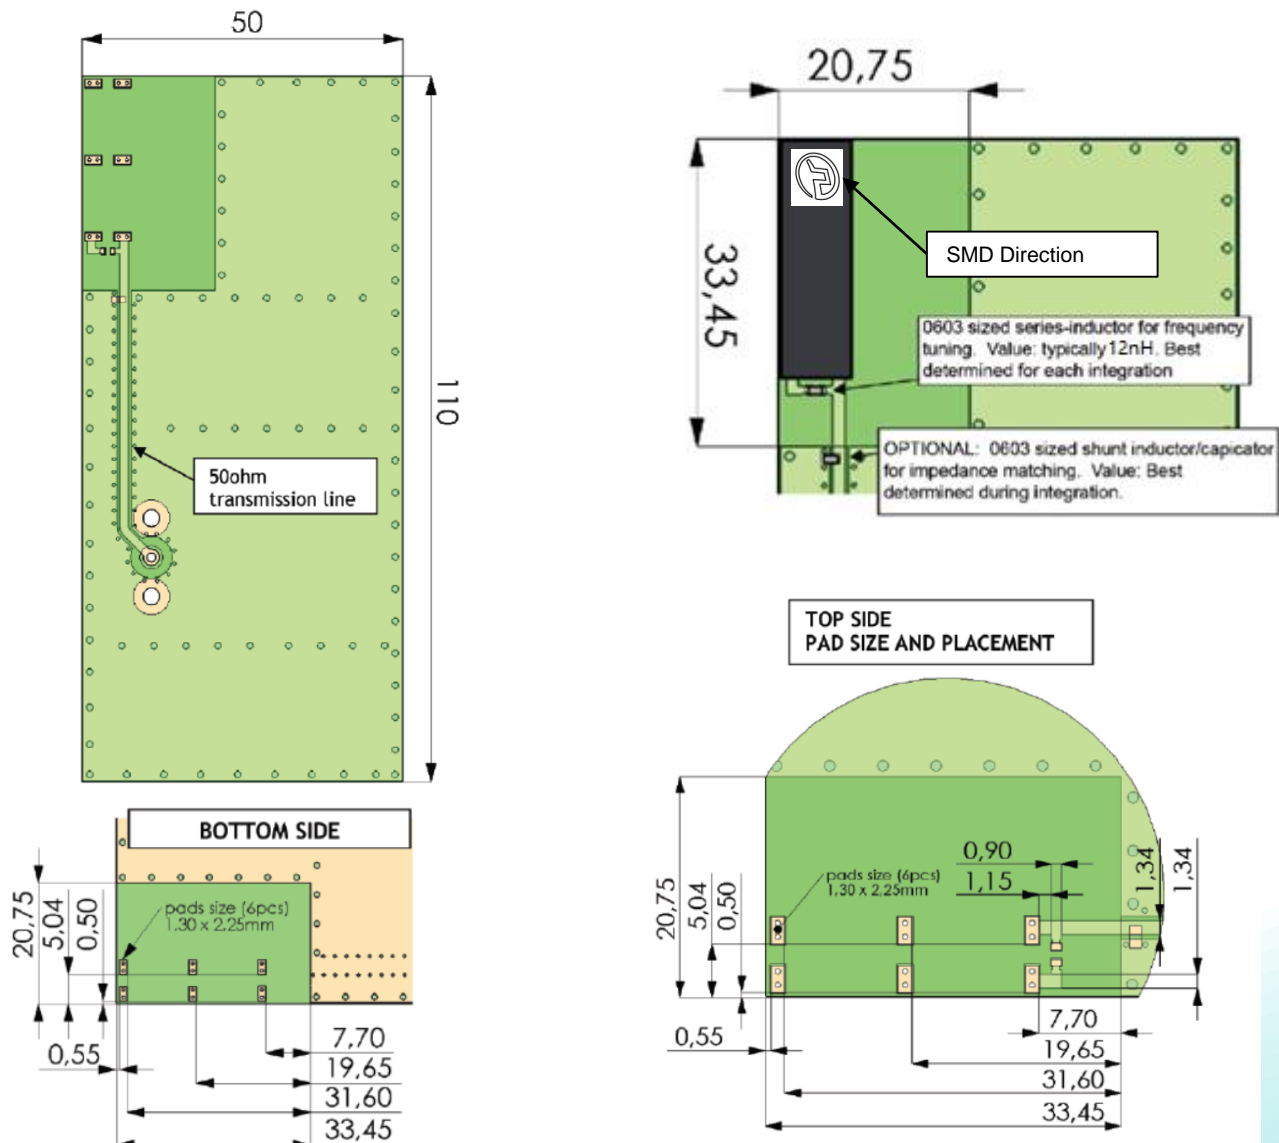 50
110
50ohm
transmission line
20,75
33,45
SMD Direction
0603 sized series-inductor for frequency
tuning. Value: typically 12nH. Best
determined for each integration
OPTIONAL: 0603 sized shunt inductor/capicator
for impedance matching. Value: Best
determined during integration.
BOTTOM SIDE
pads size (6pcs)
1,30 x 2,25mm
20,75
5,04
0,50
0,55
7,70
19,65
31,60
33,45
TOP SIDE
PAD SIZE AND PLACEMENT
pads size (6pcs)
1,30 x 2,25mm
0,90
1,15
1,34
1,34
20,75
5,04
0,50
0,55
7,70
19,65
31,60
33,45